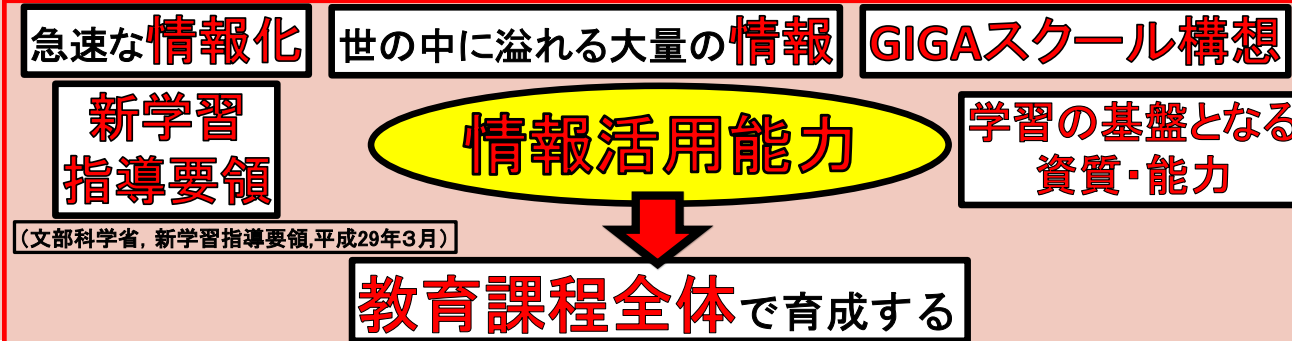 急速な情報化
世の中に溢れる大量の情報
GIGAスクール構想
新学習
指導要領
情報活用能力
学習の基盤となる
資質・能力
(文部科学省, 新学習指導要領,平成29年3月)
教育課程全体で育成する